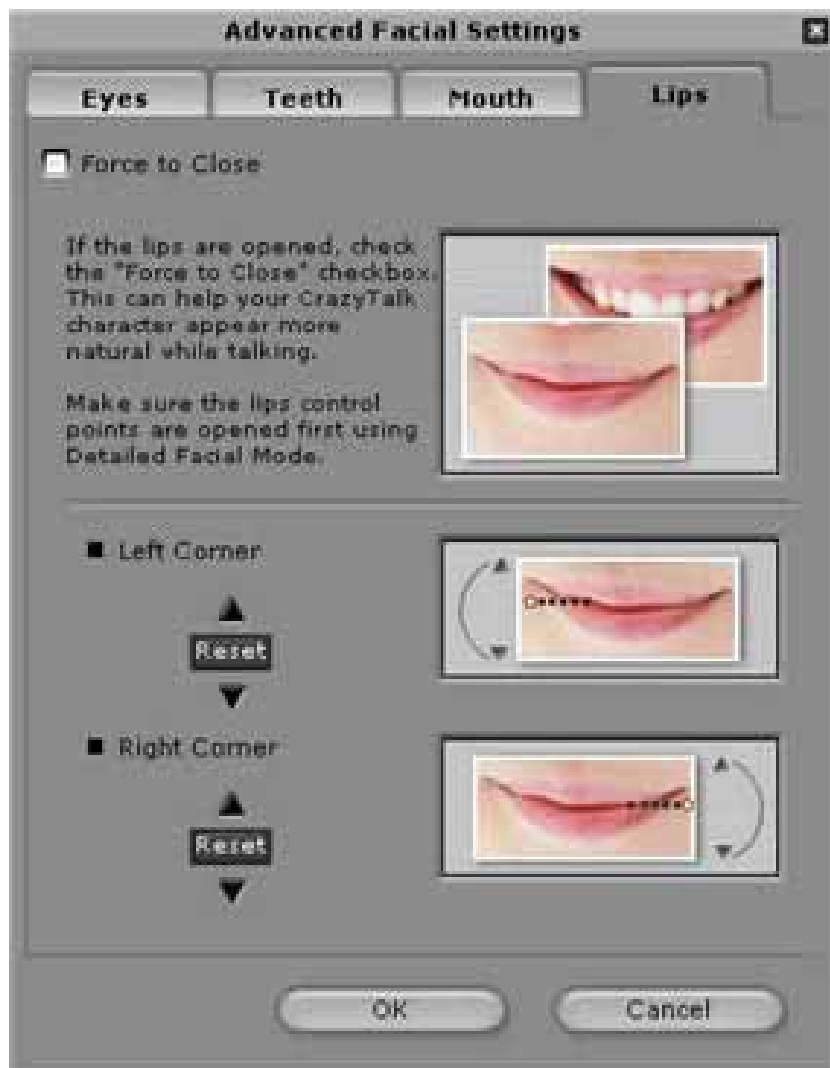 Advanced Facial Settings
Eyes
Teeth
Mouth
Lips
Force to Close
If the lips are opened, check
the "Force to Close" checkbox.
This can help your CrazyTalk
character appear more
natural while talking.
Make sure the lips control
points are opened first using
Detailed Facial Mode.
Left Corner
Reset
Right Corner
Reset
OK
Cancel